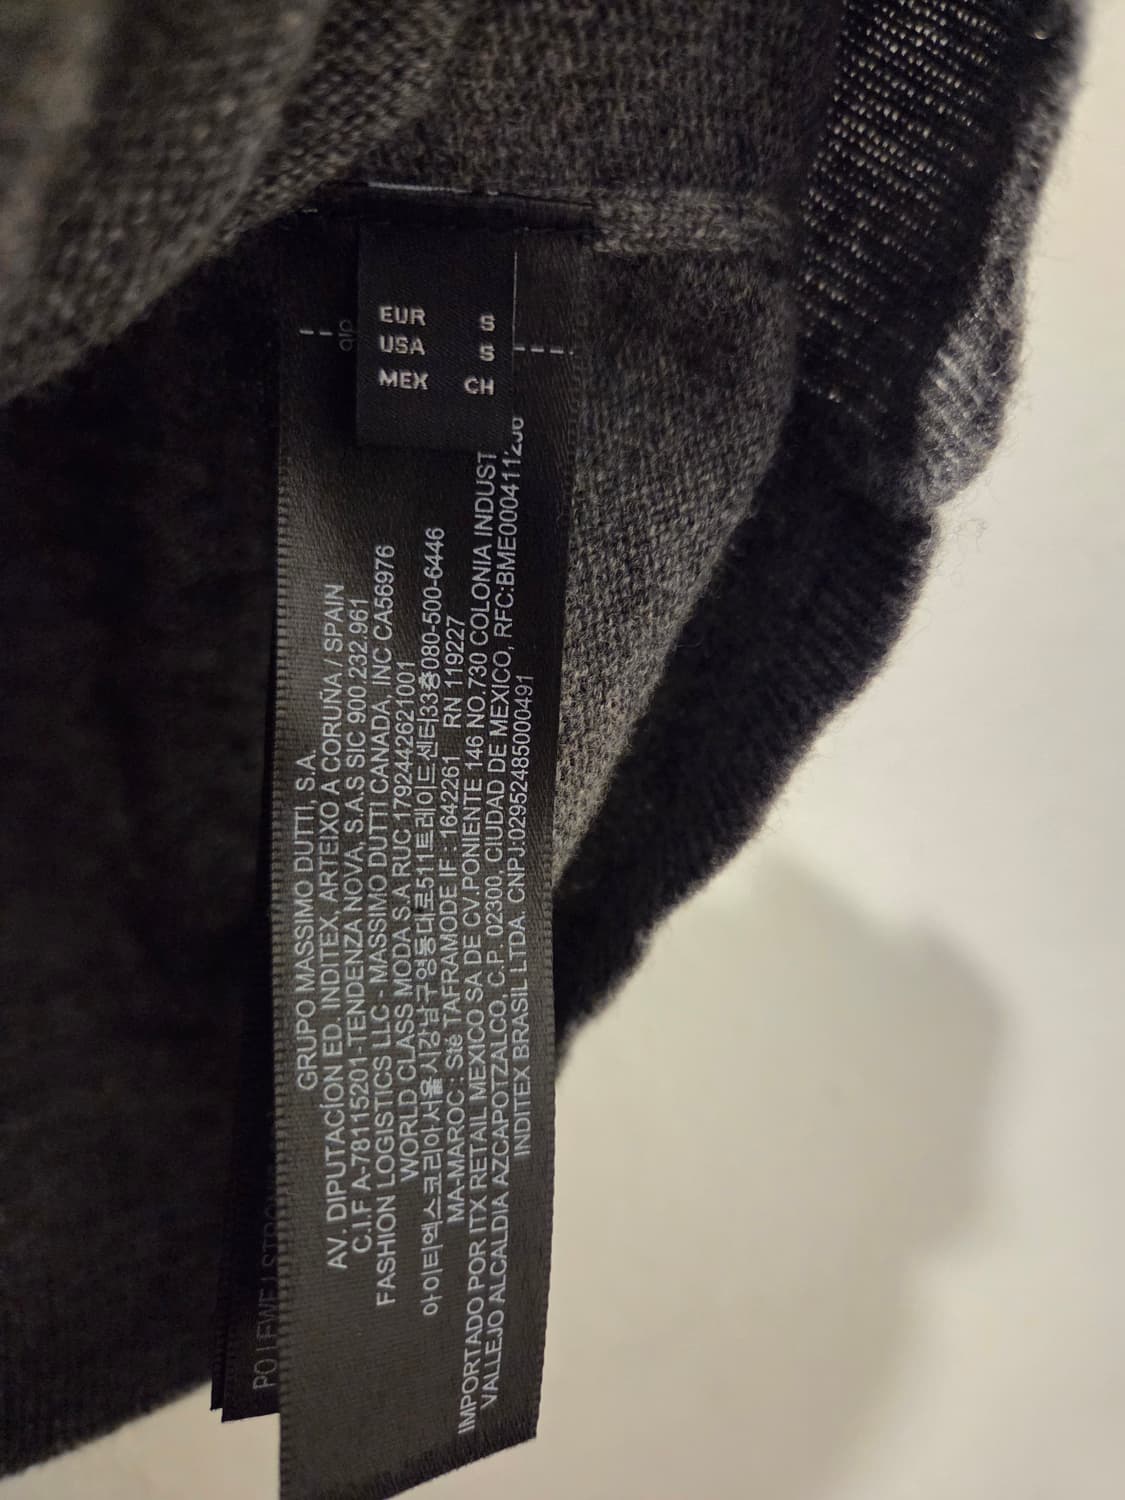 EUR S
USA S
MEX CH
GRUPO MASSIMO DUTTI, S.A.
AV. DIPUTACIÓN ED. INDITEX, ARTEIXO A CORUÑA / SPAIN
C.I.F A-78115201-TENDENZA NOVA, S.A.S SIC 900.232.961
FASHION LOGISTICS LLC - MASSIMO DUTTI CANADA, INC CA56976
WORLD CLASS MODA S.A RUC 1792442621001
아이티엑스코리아서울시강남구영동대로511트레이드센터33층080-500-6446
MA-MAROC : Sté TAFRAMODE IF : 1642261 RN 119227
IMPORTADO POR ITX RETAIL MEXICO SA DE CV.PONIENTE 146 NO.730 COLONIA INDUST
VALLEJO ALCALDIA AZCAPOTZALCO, C.P. 02300, CIUDAD DE MEXICO, RFC:BME000411
INDITEX BRASIL LTDA. CNPJ:02952485000491